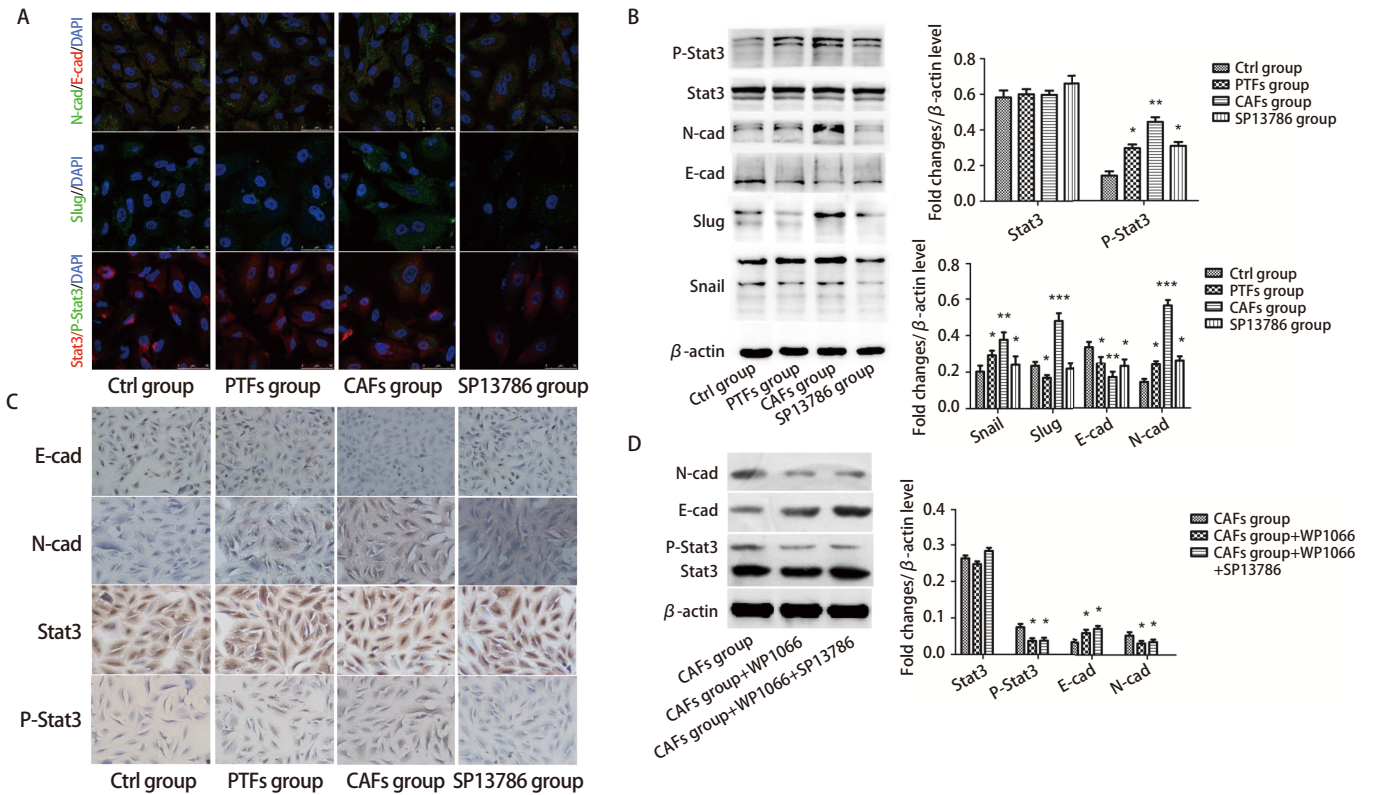 A
N-cad/E-cad/DAPI
Slug//DAPI
Stat3/P-Stat3/DAPI
Ctrl group
PTFs group
CAFs group
SP13786 group
B
P-Stat3
Stat3
N-cad
E-cad
Slug
Snail
β-actin
Ctrl group
PTFs group
CAFs group
SP13786 group
Fold changes/β-actin level
0.8
0.6
0.4
0.2
0.0
*
**
*
Stat3
P-Stat3
Ctrl group
PTFs group
CAFs group
SP13786 group
Fold changes/β-actin level
0.8
0.6
0.4
0.2
0.0
*
**
*
*
***
*
**
*
*
***
*
Snail
Slug
E-cad
N-cad
Ctrl group
PTFs group
CAFs group
SP13786 group
C
E-cad
N-cad
Stat3
P-Stat3
Ctrl group
PTFs group
CAFs group
SP13786 group
D
N-cad
E-cad
P-Stat3
Stat3
β-actin
CAFs group
CAFs group+WP1066
CAFs group+WP1066+SP13786
Fold changes/β-actin level
0.4
0.3
0.2
0.1
0.0
*
*
*
*
*
*
Stat3
P-Stat3
E-cad
N-cad
CAFs group
CAFs group+WP1066
CAFs group+WP1066
+SP13786